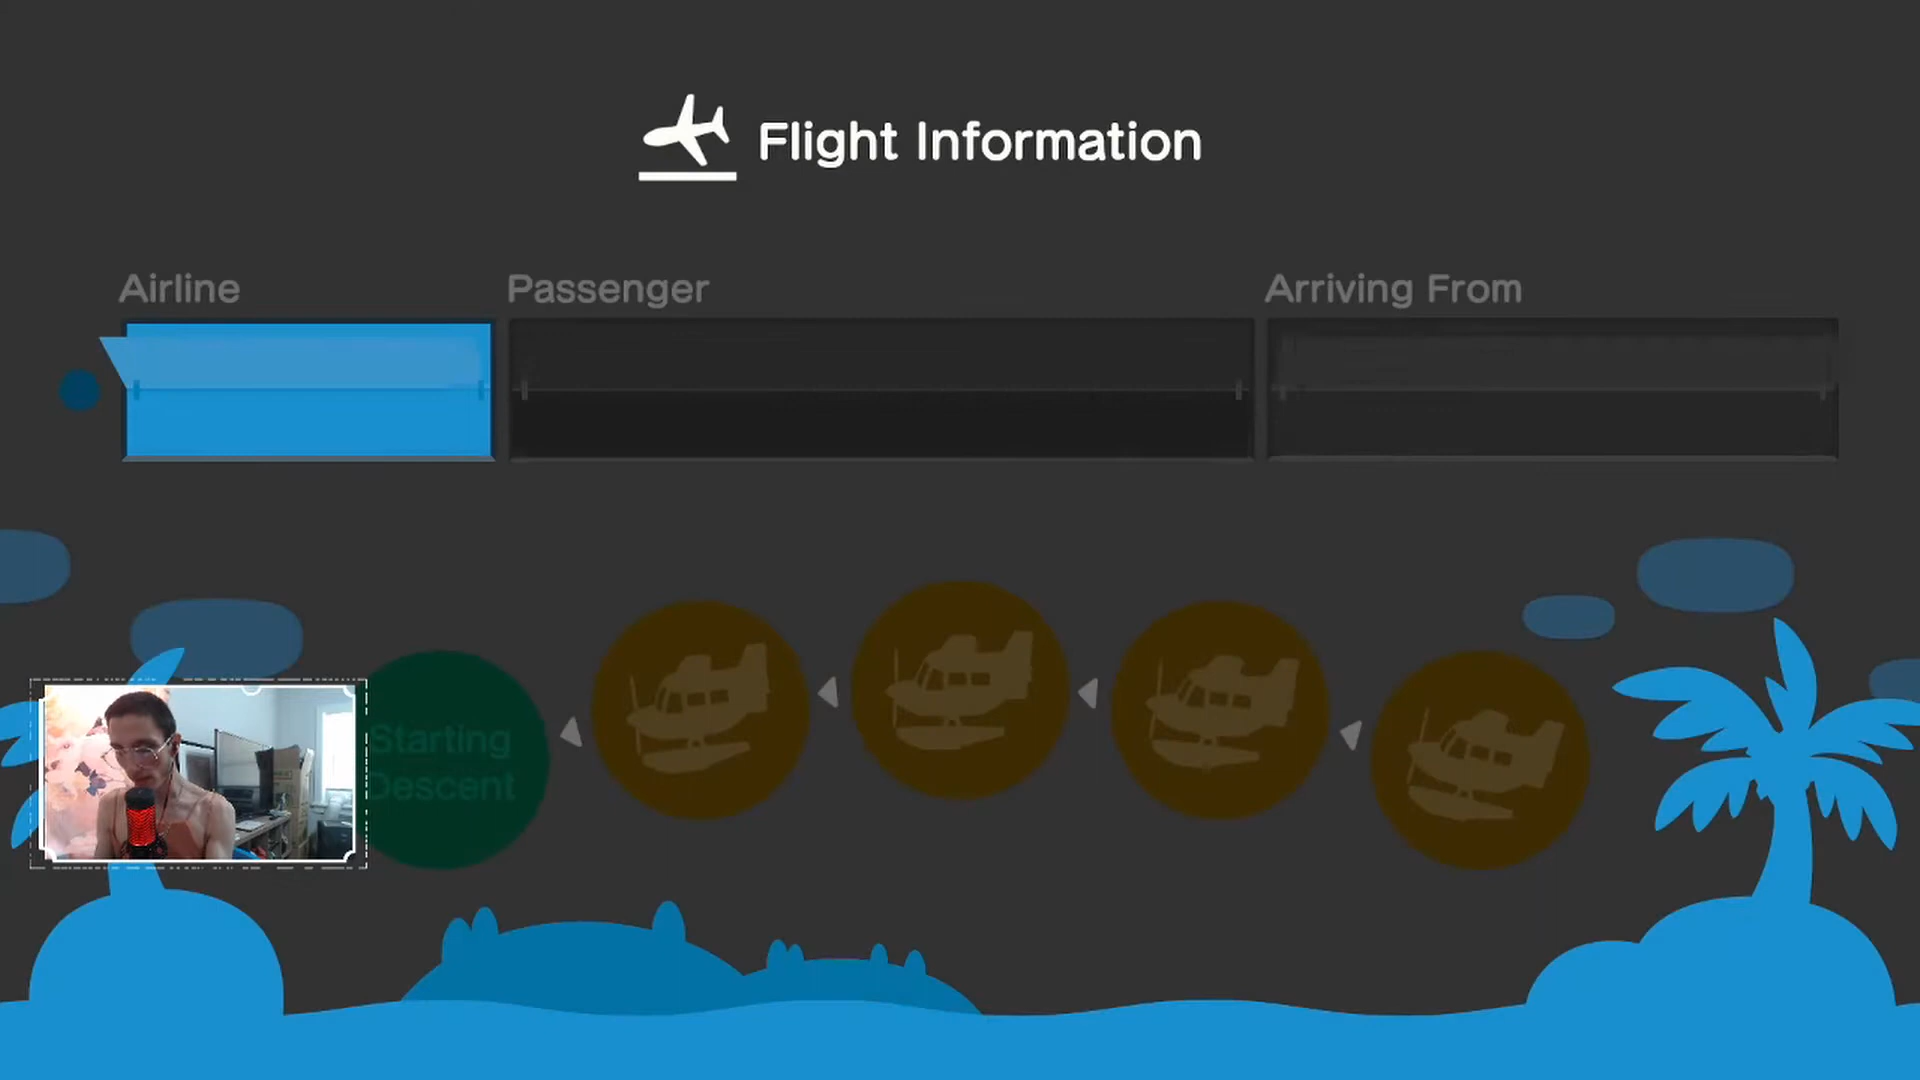 Flight Information
Airline
Passenger
Arriving From
Starting
Descent